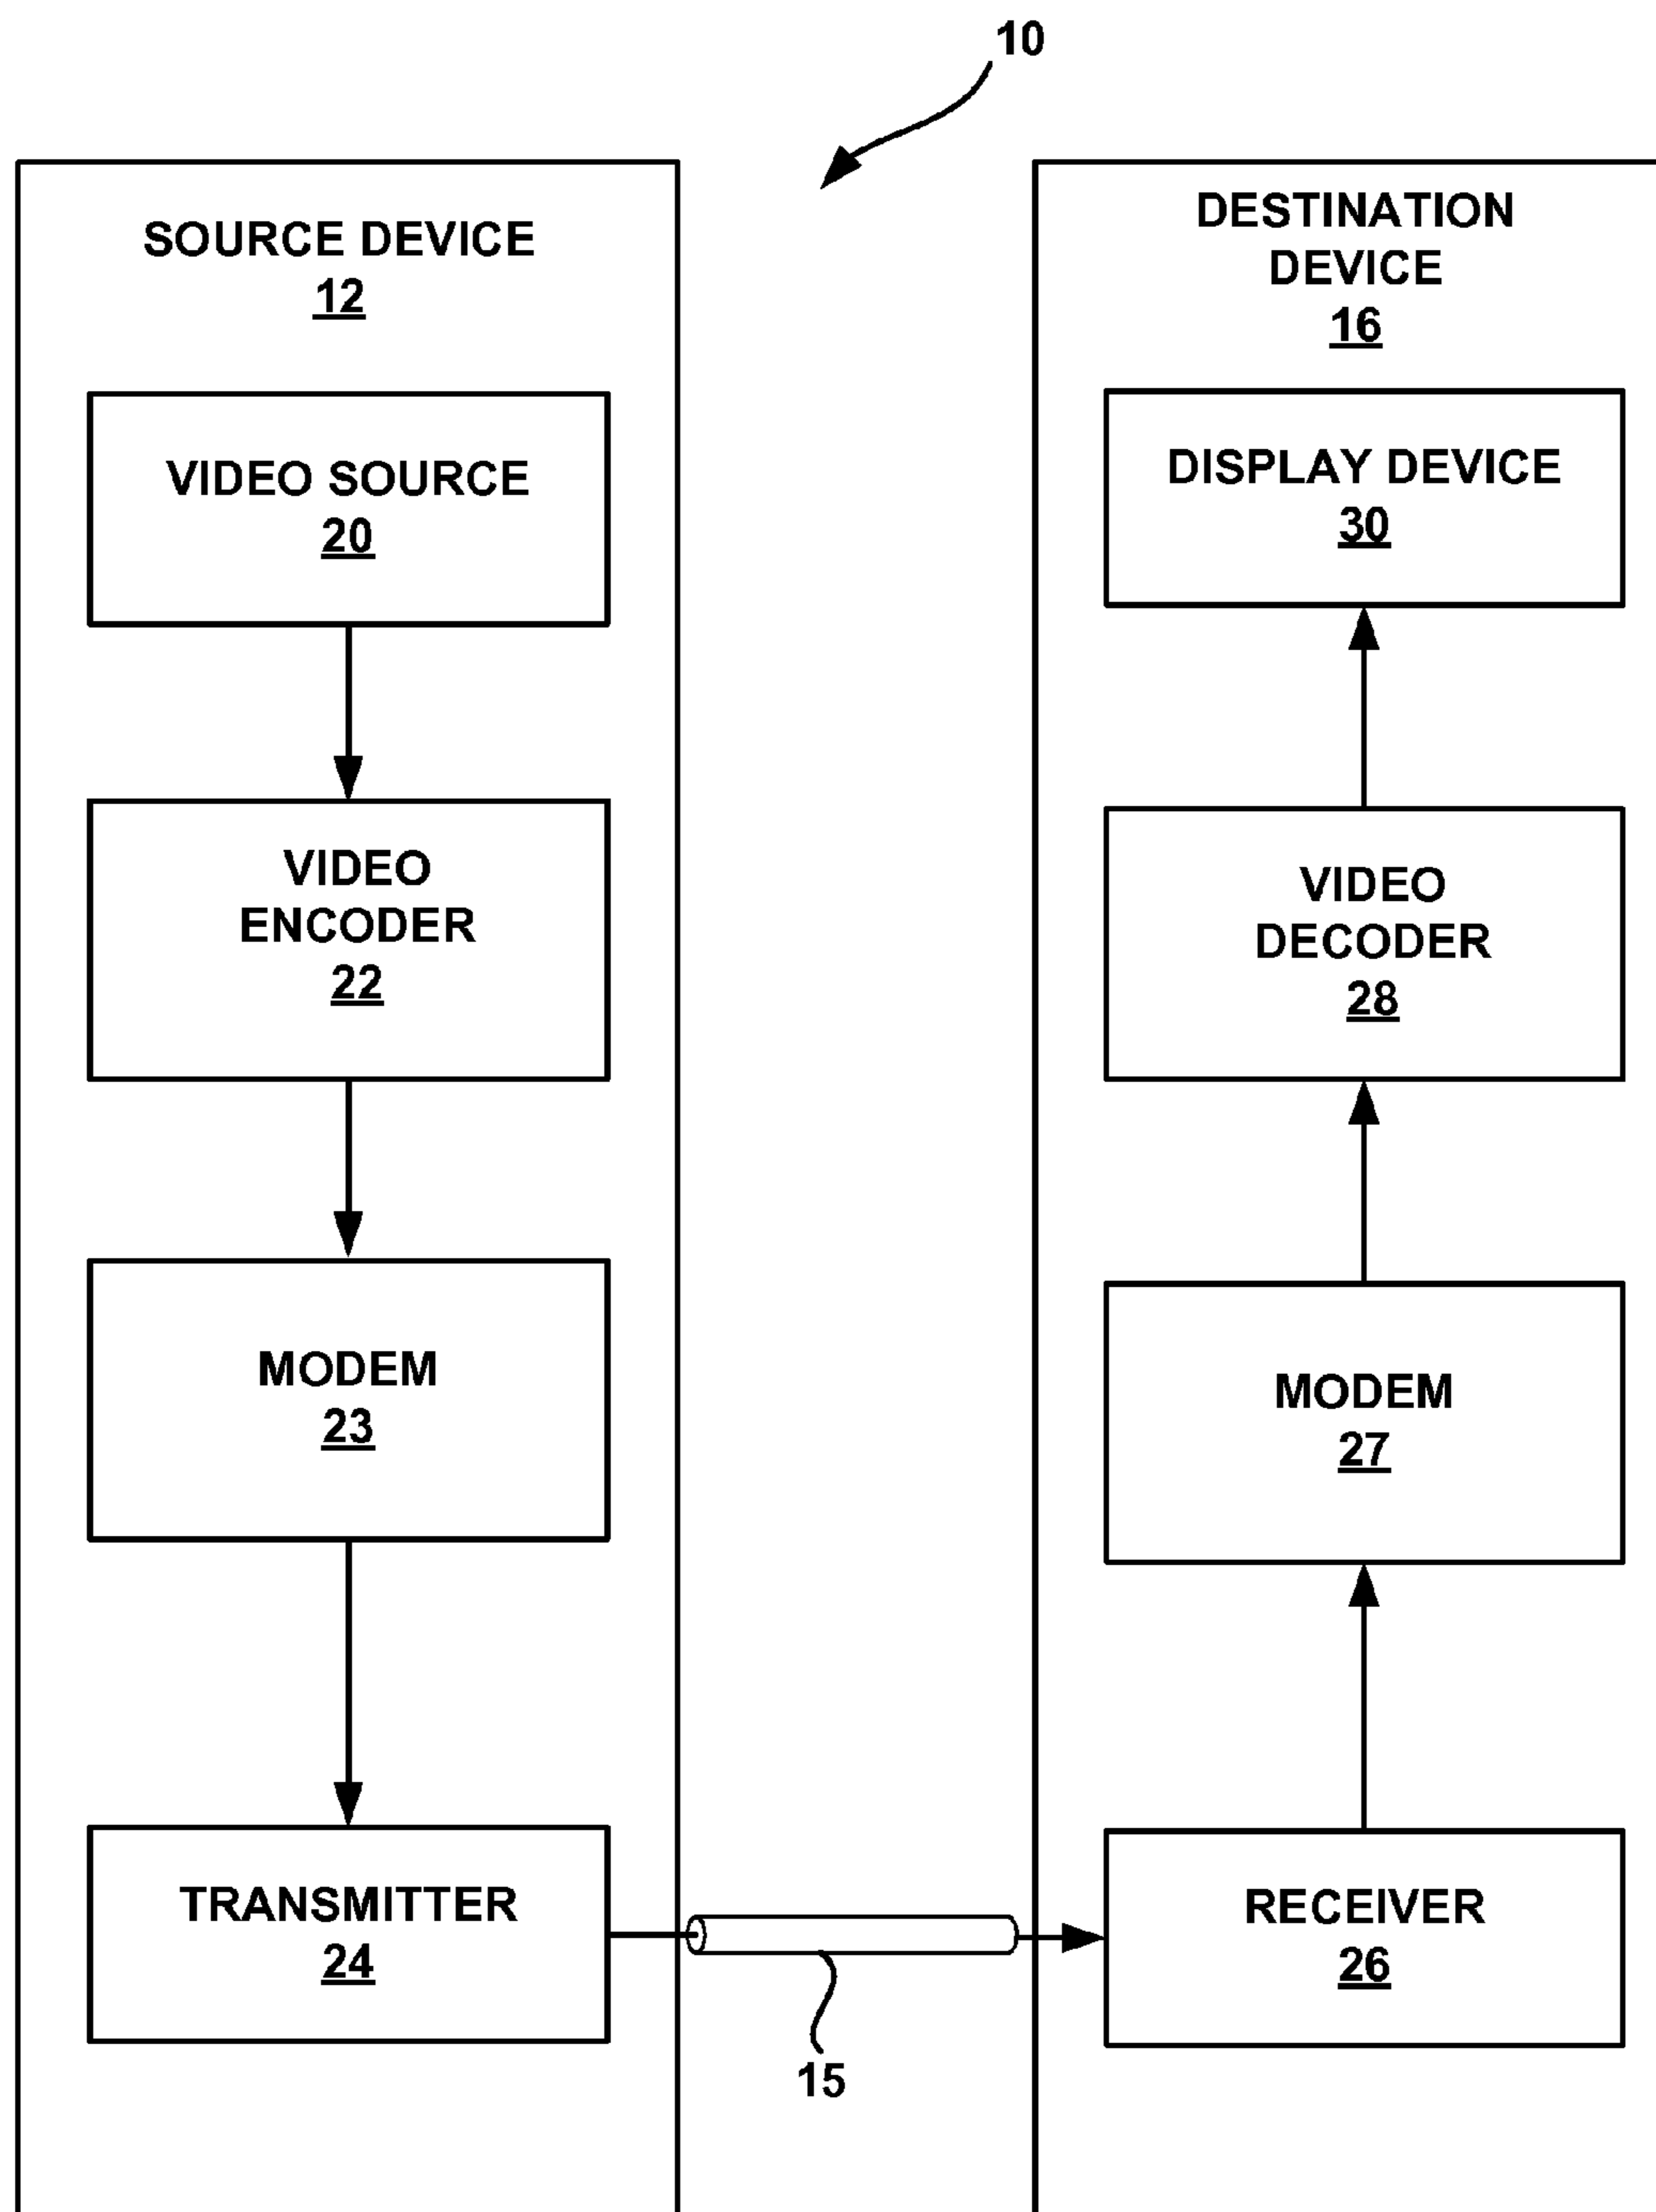 10
SOURCE DEVICE
12
VIDEO SOURCE
20
VIDEO
ENCODER
22
MODEM
23
TRANSMITTER
24
15
DESTINATION
DEVICE
16
DISPLAY DEVICE
30
VIDEO
DECODER
28
MODEM
27
RECEIVER
26